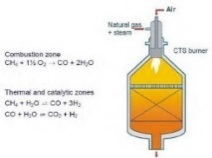 Air
Natural gas
+ steam
CTS burner
Combustion zone
CH₄ + 1½ O₂ → CO + 2H₂O
Thermal and catalytic zones
CH₄ + H₂O ⇌ CO + 3H₂
CO + H₂O ⇌ CO₂ + H₂